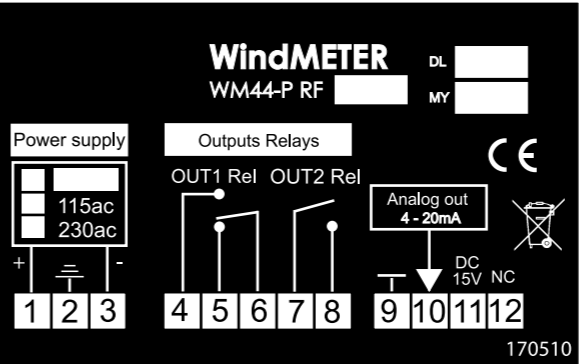 WindMETER
DL
WM44-P RF
MY
Power supply
Outputs Relays
CE
OUT1 Rel OUT2 Rel
115ac
230ac
Analog out
4 - 20mA
+ -
DC
15V NC
1 2 3 4 5 6 7 8 9 10 11 12
170510